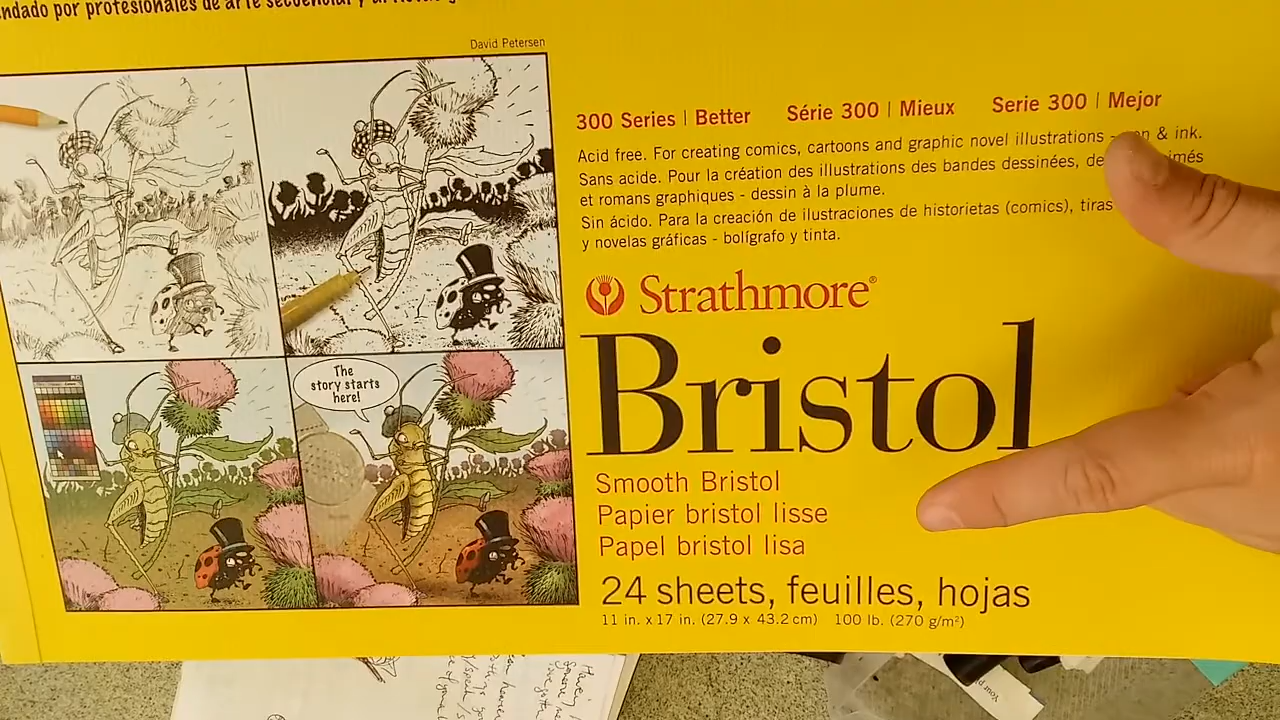 por profesionales de arte secuencial y
David Petersen
The
story starts
here!
300 Series | Better Série 300 | Mieux Serie 300 | Mejor
Acid free. For creating comics, cartoons and graphic novel illustrations - & ink.
Sans acide. Pour la création des illustrations des bandes dessinées,
et romans graphiques - dessin à la plume.
Sin ácido. Para la creación de ilustraciones de historietas (comics), tiras
y novelas gráficas - bolígrafo y tinta.
Strathmore®
Bristol
Smooth Bristol
Papier bristol lisse
Papel bristol lisa
24 sheets, feuilles, hojas
11 in. x 17 in. (27.9 x 43.2 cm) 100 lb. (270 g/m²)